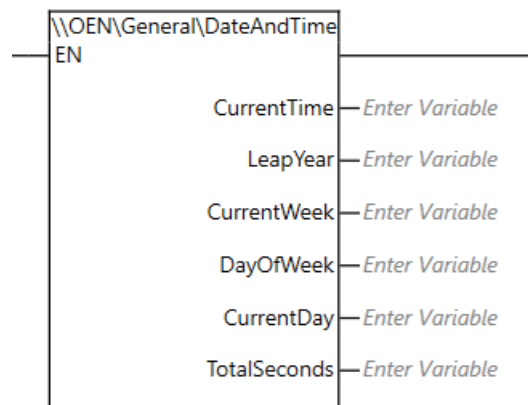 \\OEN\General\DateAndTime
EN
CurrentTime Enter Variable
LeapYear Enter Variable
CurrentWeek Enter Variable
DayOfWeek Enter Variable
CurrentDay Enter Variable
TotalSeconds Enter Variable